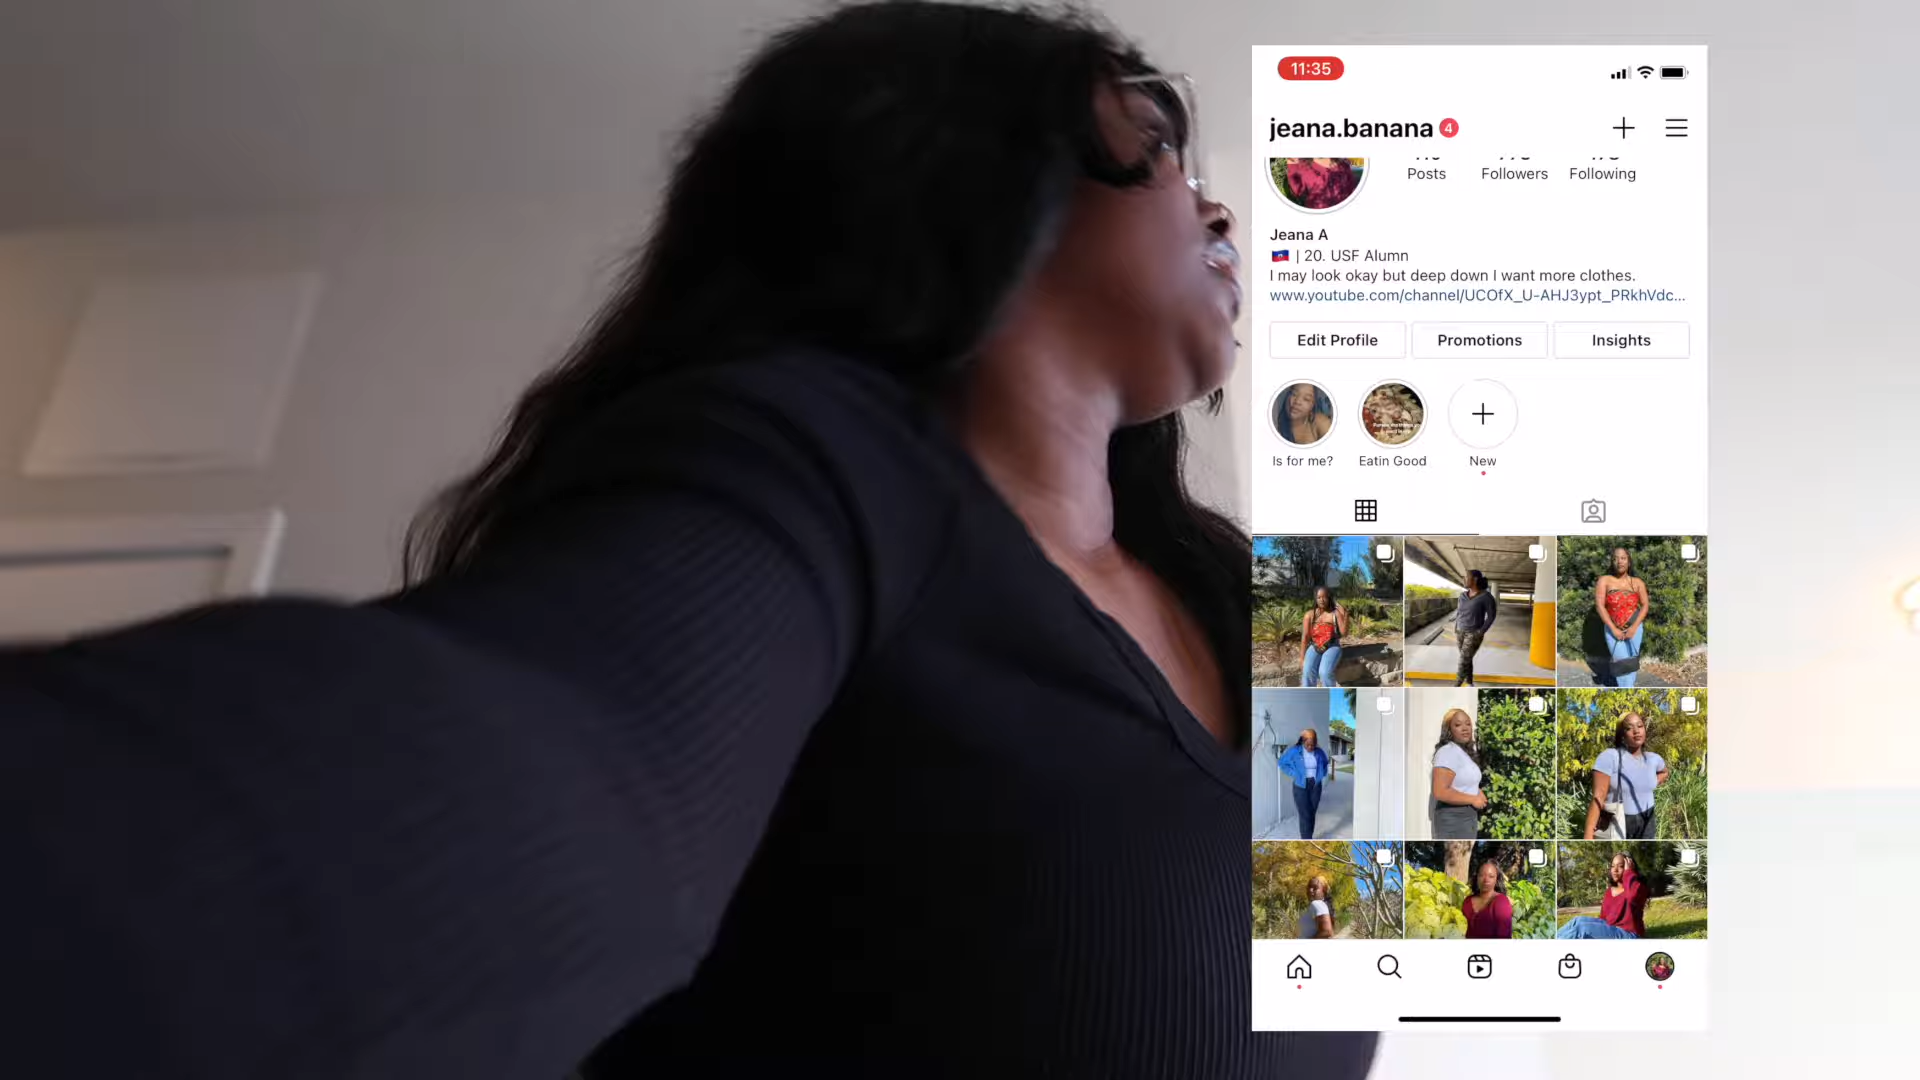 11:35
jeana.banana 4
Posts Followers Following
Jeana A
| 20. USF Alumn
I may look okay but deep down I want more clothes.
www.youtube.com/channel/UCOfX_U-AHJ3ypt_PRkhVdc...
Edit Profile Promotions Insights
Is for me? Eatin Good New